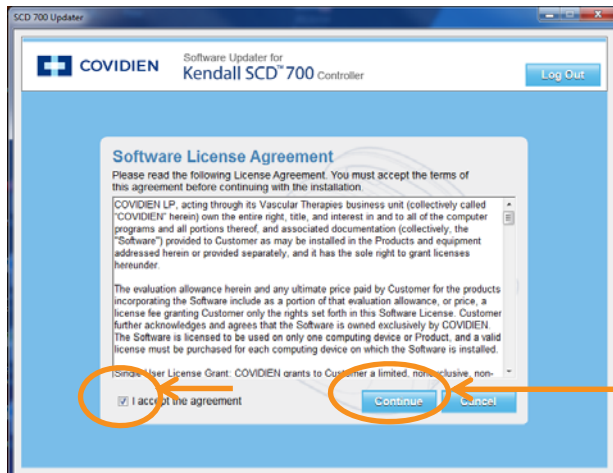 SCD 700 Updater
COVIDIEN
Software Updater for
Kendall SCD™ 700 Controller
Log Out
Software License Agreement
Please read the following License Agreement. You must accept the terms of
this agreement before continuing with the installation.
COVIDIEN LP, acting through its Vascular Therapies business unit (collectively called
"COVIDIEN" herein) own the entire right, title, and interest in and to all of the computer
programs and all portions thereof, and associated documentation (collectively, the
"Software") provided to Customer as may be installed in the Products and equipment
addressed herein or provided separately, and it has the sole right to grant licenses
hereunder.
The evaluation allowance herein and any ultimate price paid by Customer for the products
incorporating the Software include as a portion of that evaluation allowance, or price, a
license fee granting Customer only the rights set forth in this Software License. Customer
further acknowledges and agrees that the Software is owned exclusively by COVIDIEN.
The Software is licensed to be used on only one computing device or Product, and a valid
license must be purchased for each computing device on which the Software is installed.
Single User License Grant: COVIDIEN grants to Customer a limited, nonexclusive, non-
I accept the agreement
Continue
Cancel